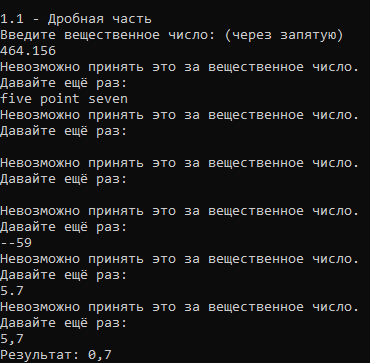 1.1 - Дробная часть
Введите вещественное число: (через запятую)
464.156
Невозможно принять это за вещественное число.
Давайте ещё раз:
five point seven
Невозможно принять это за вещественное число.
Давайте ещё раз:
Невозможно принять это за вещественное число.
Давайте ещё раз:
Невозможно принять это за вещественное число.
Давайте ещё раз:
--59
Невозможно принять это за вещественное число.
Давайте ещё раз:
5.7
Невозможно принять это за вещественное число.
Давайте ещё раз:
5,7
Результат: 0,7